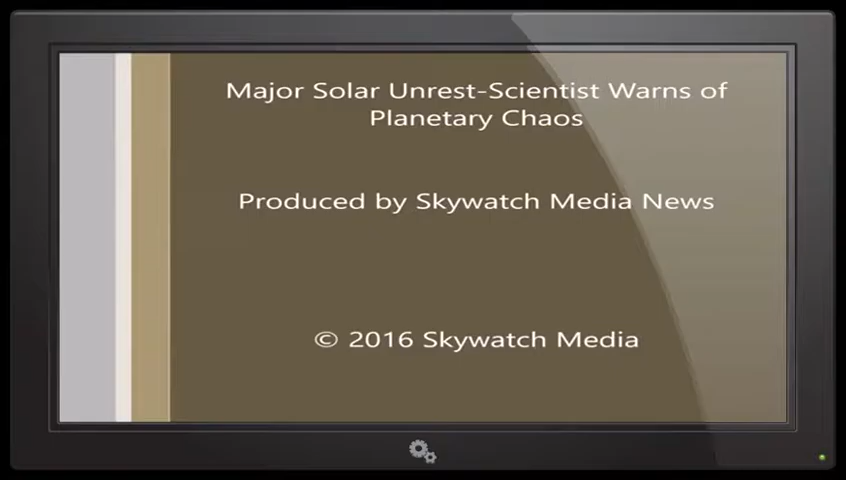 Major Solar Unrest-Scientist Warns of
Planetary Chaos
Produced by Skywatch Media News
© 2016 Skywatch Media